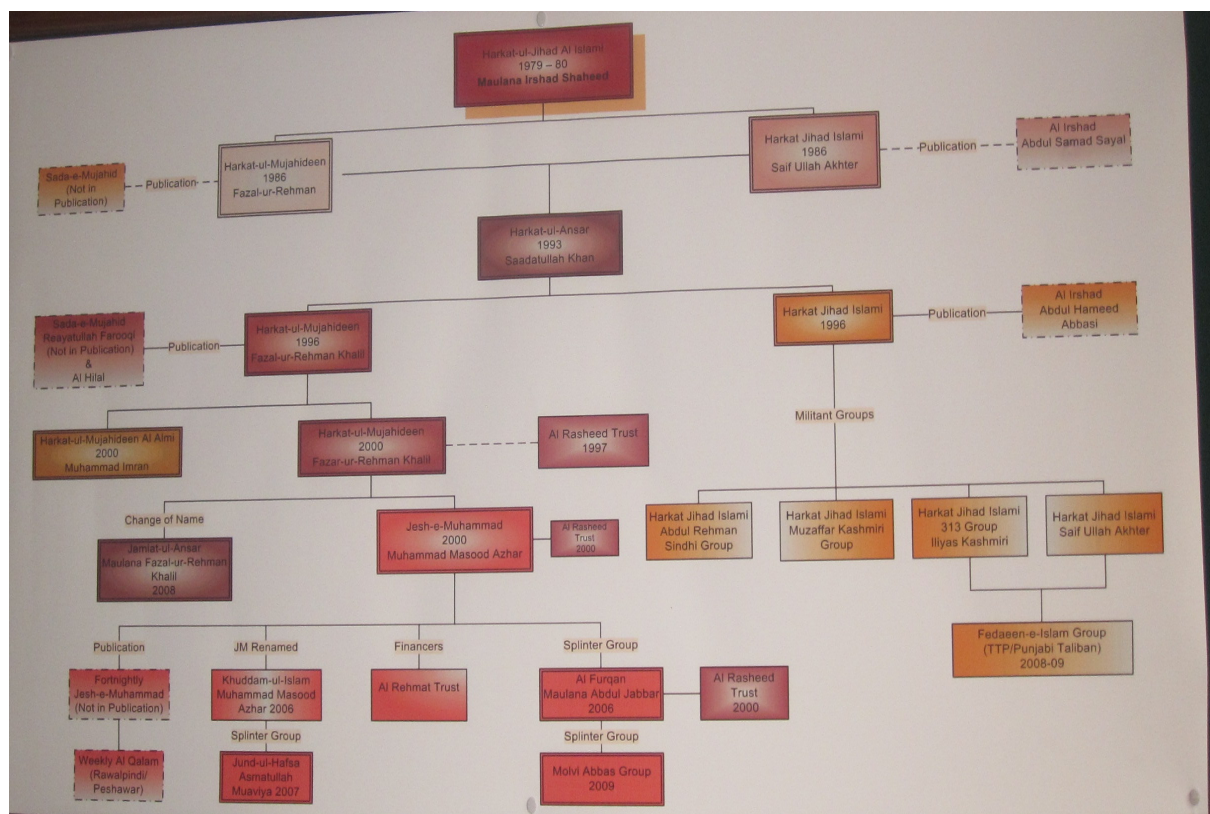 Harkat-ul-Jihad Al Islami
1979 – 80
Maulana Irshad Shaheed
Harkat-ul-Mujahideen
1986
Fazal-ur-Rehman
Harkat Jihad Islami
1986
Saif Ullah Akhter
Publication
Al Irshad
Abdul Samad Sayal
Sada-e-Mujahid
(Not in
Publication)
Publication
Harkat-ul-Ansar
1993
Saadatullah Khan
Sada-e-Mujahid
Reayatullah Farooqi
(Not in Publication)
&
Al Hilal
Publication
Harkat-ul-Mujahideen
1996
Fazal-ur-Rehman Khalil
Harkat Jihad Islami
1996
Publication
Al Irshad
Abdul Hameed
Abbasi
Militant Groups
Harkat-ul-Mujahideen Al Almi
2000
Muhammad Imran
Harkat-ul-Mujahideen
2000
Fazar-ur-Rehman Khalil
Al Rasheed Trust
1997
Change of Name
Jamiat-ul-Ansar
Maulana Fazal-ur-Rehman
Khalil
2008
Jesh-e-Muhammad
2000
Muhammad Masood Azhar
Al Rasheed
Trust
2000
Harkat Jihad Islami
Abdul Rehman
Sindhi Group
Harkat Jihad Islami
Muzaffar Kashmiri
Group
Harkat Jihad Islami
313 Group
Iliyas Kashmiri
Harkat Jihad Islami
Saif Ullah Akhter
Fedaeen-e-Islam Group
(TTP/Punjabi Taliban)
2008-09
Publication
JM Renamed
Financers
Splinter Group
Fortnightly
Jesh-e-Muhammad
(Not in Publication)
Khuddam-ul-Islam
Muhammad Masood
Azhar 2006
Al Rehmat Trust
Al Furqan
Maulana Abdul Jabbar
2006
Al Rasheed
Trust
2000
Splinter Group
Splinter Group
Weekly Al Qalam
(Rawalpindi/
Peshawar)
Jund-ul-Hafsa
Asmatullah
Muaviya 2007
Molvi Abbas Group
2009